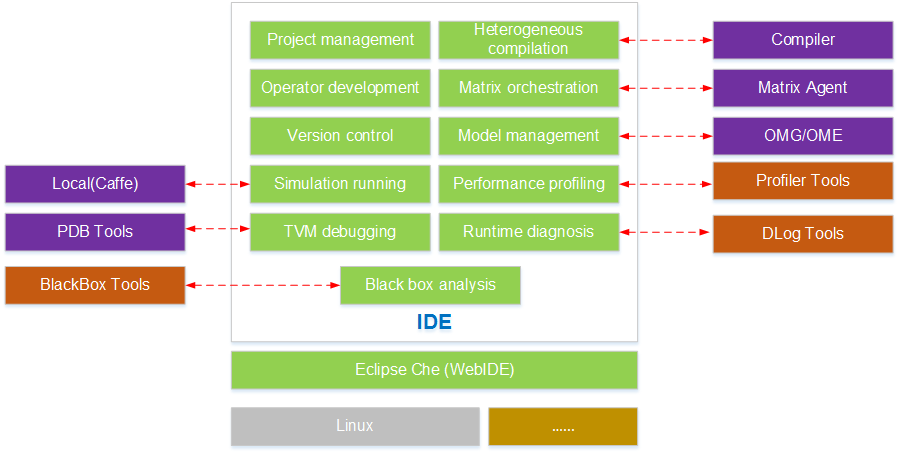 Project management
Heterogeneous
compilation
Compiler
Operator development
Matrix orchestration
Matrix Agent
Version control
Model management
OMG/OME
Local(Caffe)
Simulation running
Performance profiling
Profiler Tools
PDB Tools
TVM debugging
Runtime diagnosis
DLog Tools
BlackBox Tools
Black box analysis
IDE
Eclipse Che (WebIDE)
Linux
......